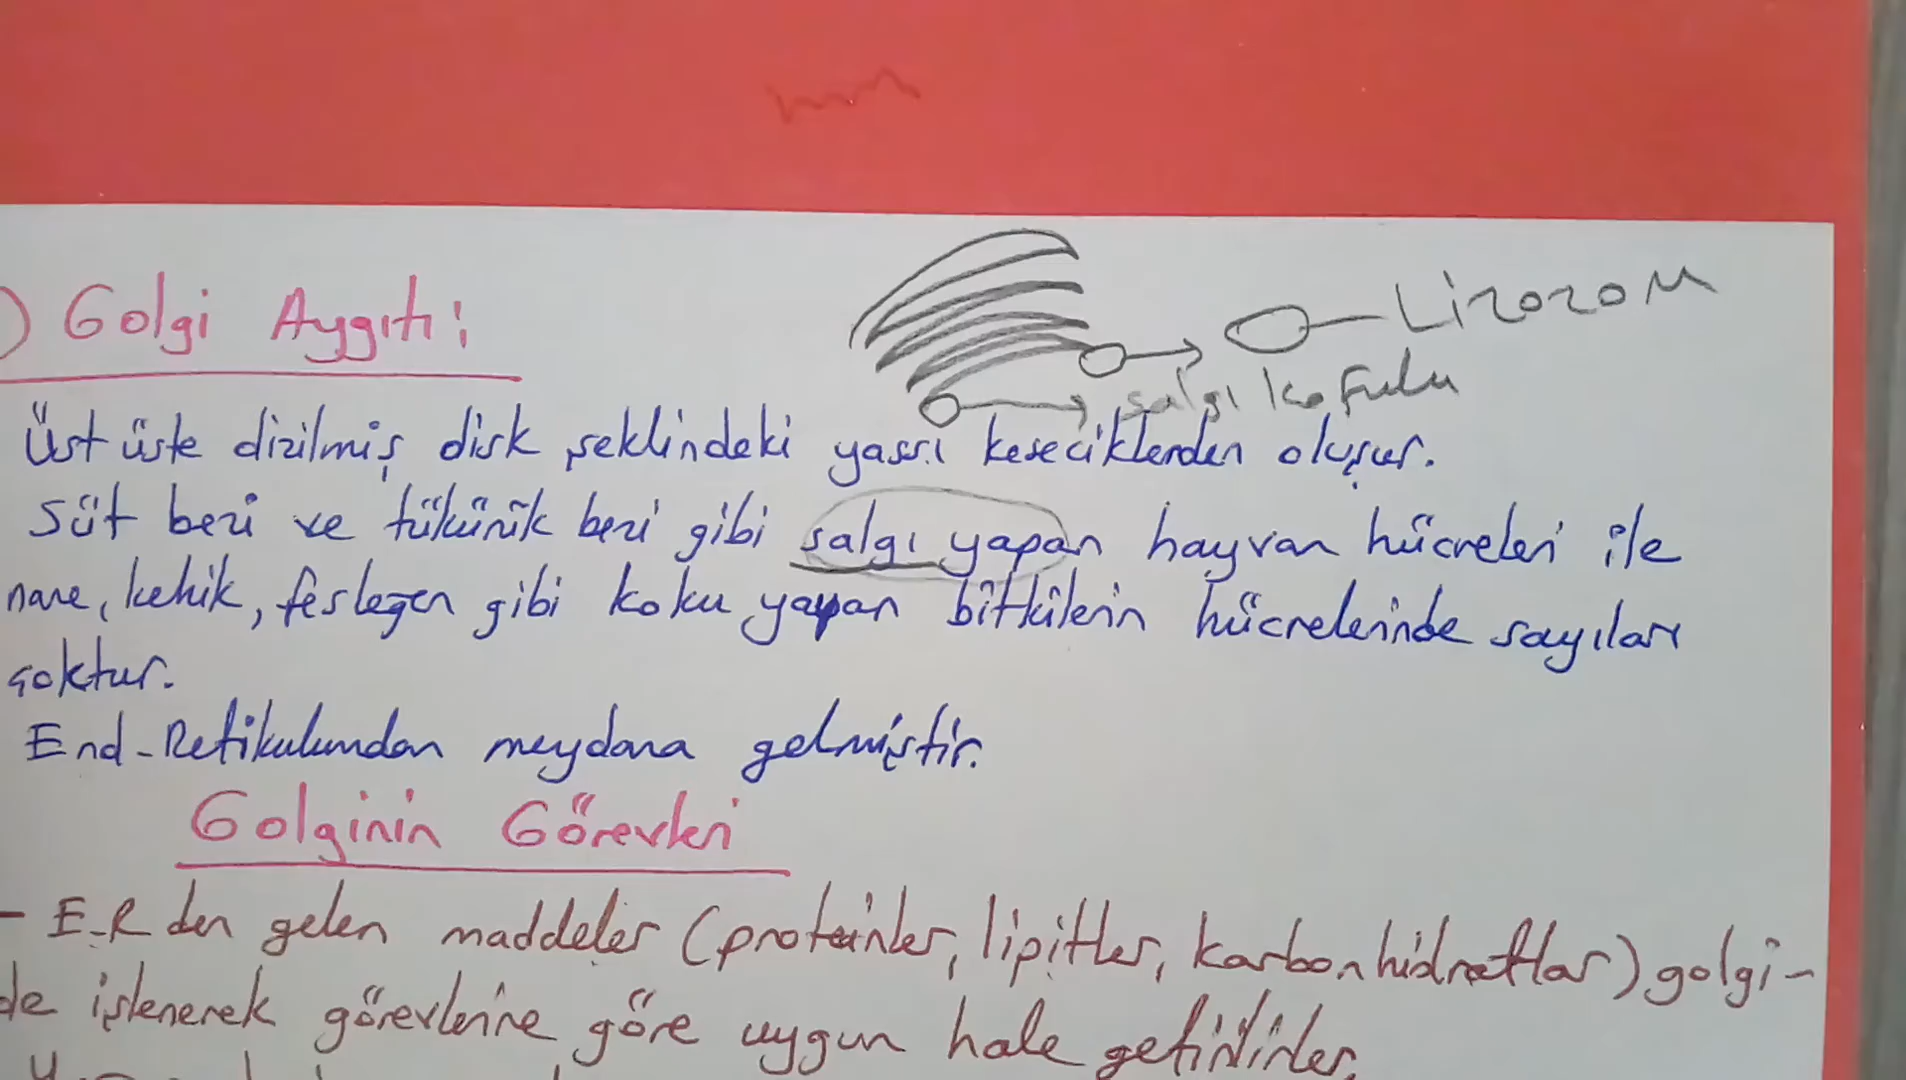 ) Golgi Aygıtı:
Lizozom
salgı kofulu
Üst üste dizilmiş disk şeklindeki yassı keseciklerden oluşur.
Süt bezi ve tükürük bezi gibi salgı yapan hayvan hücreleri ile
nane, kekik, fesleğen gibi koku yapan bitkilerin hücrelerinde sayıları
çoktur.
End-Retikulumdan meydana gelmiştir.
Golginin Görevleri
- E.R den gelen maddeler (proteinler, lipitler, karbonhidratlar) golgi-
de işlenerek görevlerine göre uygun hale getirilirler.